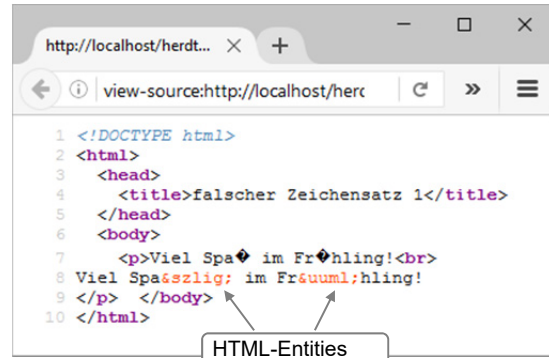 http://localhost/herdt...
view-source:http://localhost/herc
1 <!DOCTYPE html>
2 <html>
3 <head>
4 <title>falscher Zeichensatz 1</title>
5 </head>
6 <body>
7 <p>Viel Spa� im Fr�hling!<br>
8 Viel Spa&szlig; im Fr&uuml;hling!
9 </p> </body>
10 </html>
HTML-Entities